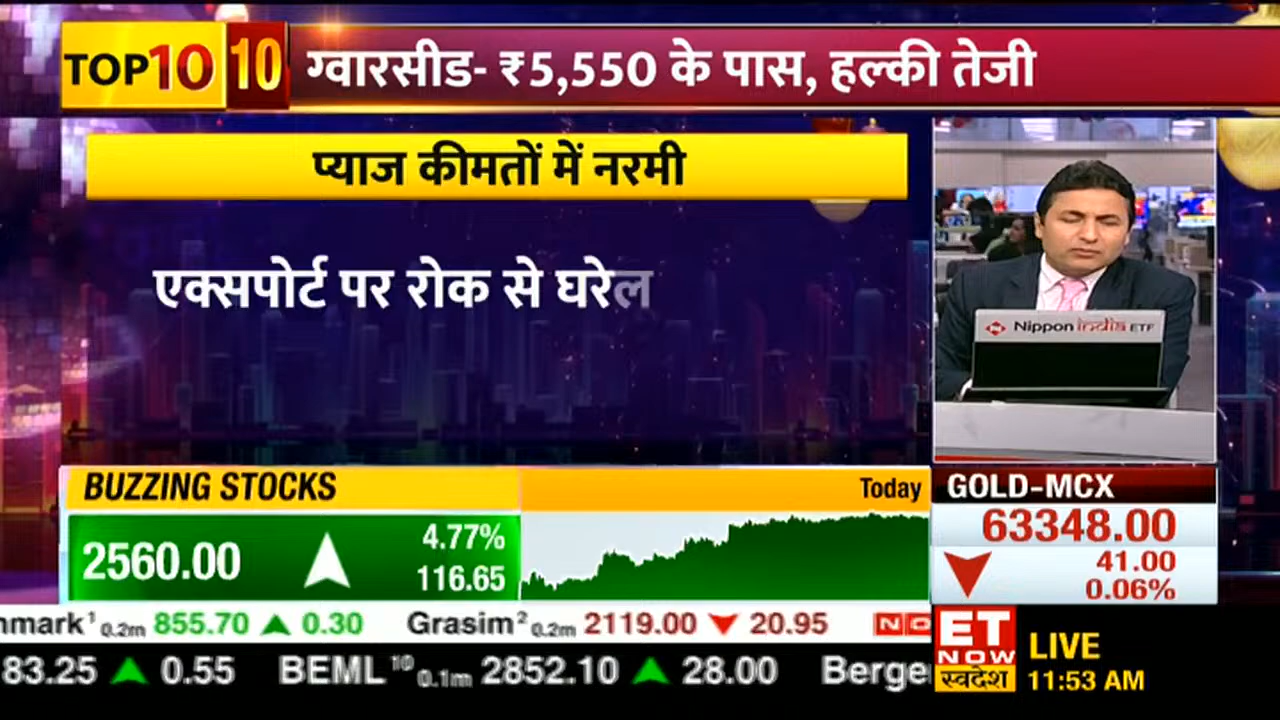 TOP10 10 ग्वारसीड- ₹5,550 के पास, हल्की तेजी
प्याज कीमतों में नरमी
एक्सपोर्ट पर रोक से घरेल
Nippon india ETF
BUZZING STOCKS Today
2560.00 4.77%
116.65
GOLD-MCX
63348.00
41.00
0.06%
nmark¹ 0.2m 855.70 ▲ 0.30 Grasim² 0.2m 2119.00 ▼ 20.95
83.25 ▲ 0.55 BEML¹⁰ 0.1m 2852.10 ▲ 28.00 Berge
ET NOW स्वदेश
LIVE
11:53 AM